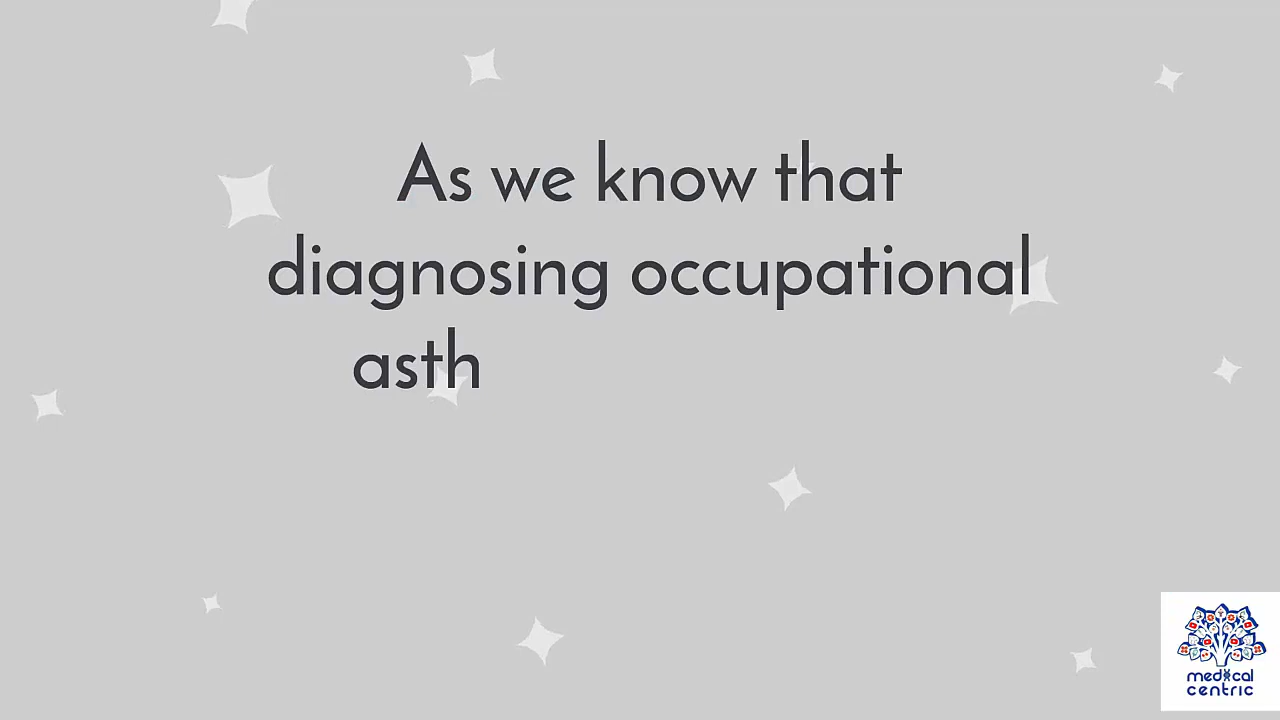 As we know that
diagnosing occupational
asth
medical
centric